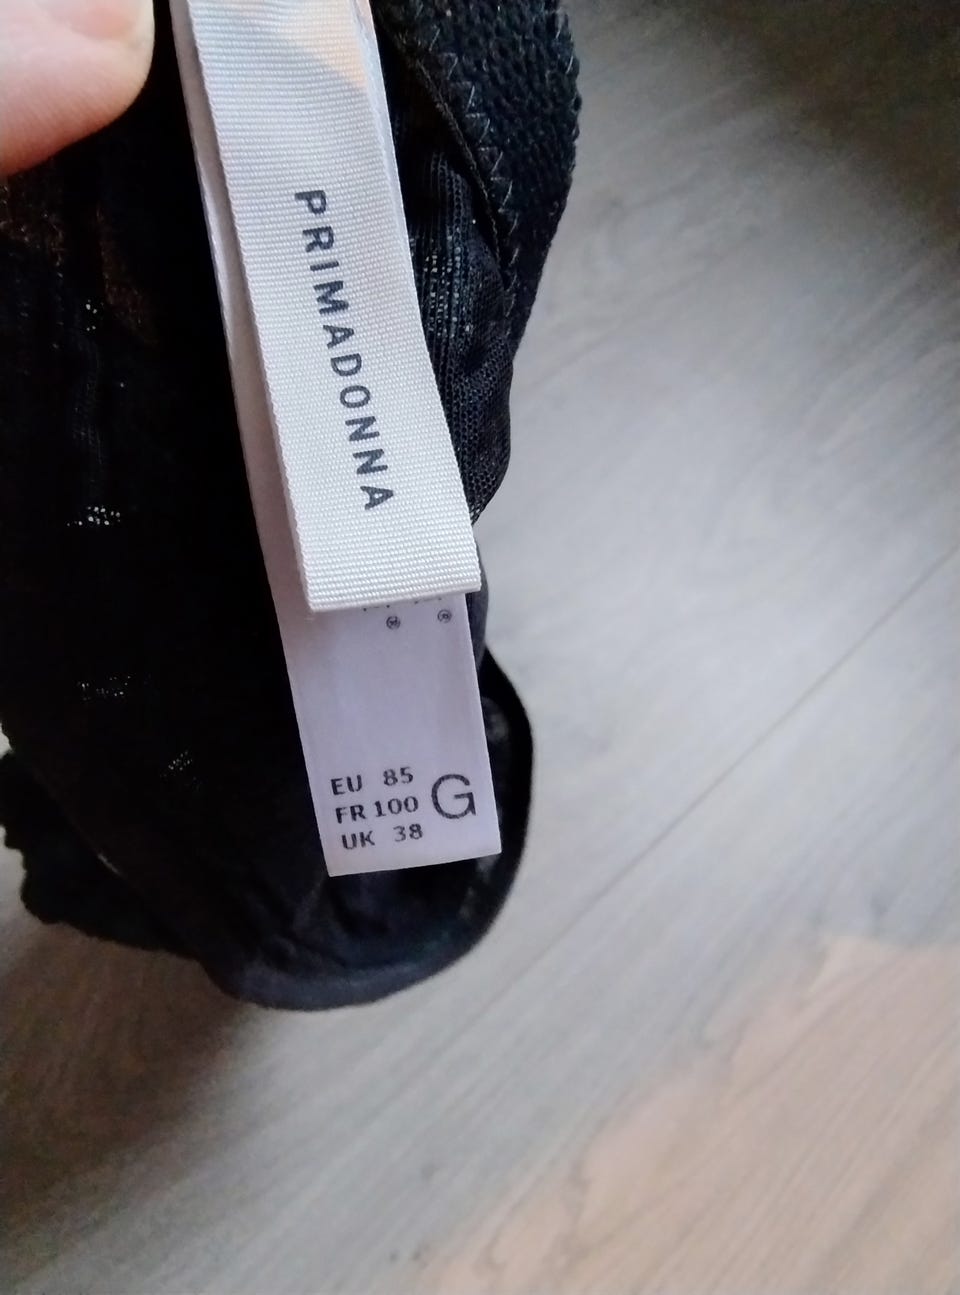 PRIMADONNA
EU 85
FR 100 G
UK 38